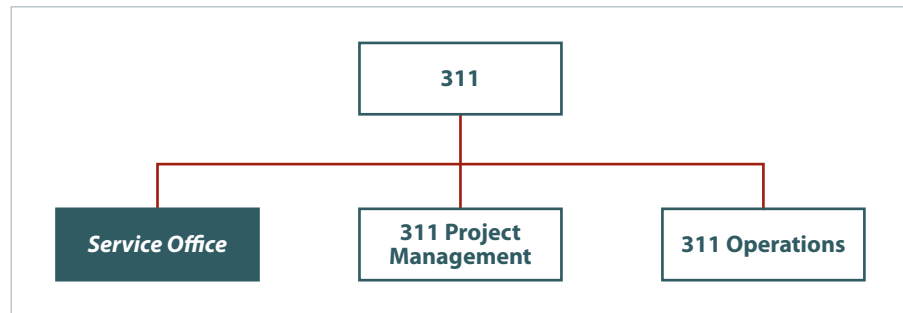 311
Service Office
311 Project
Management
311 Operations